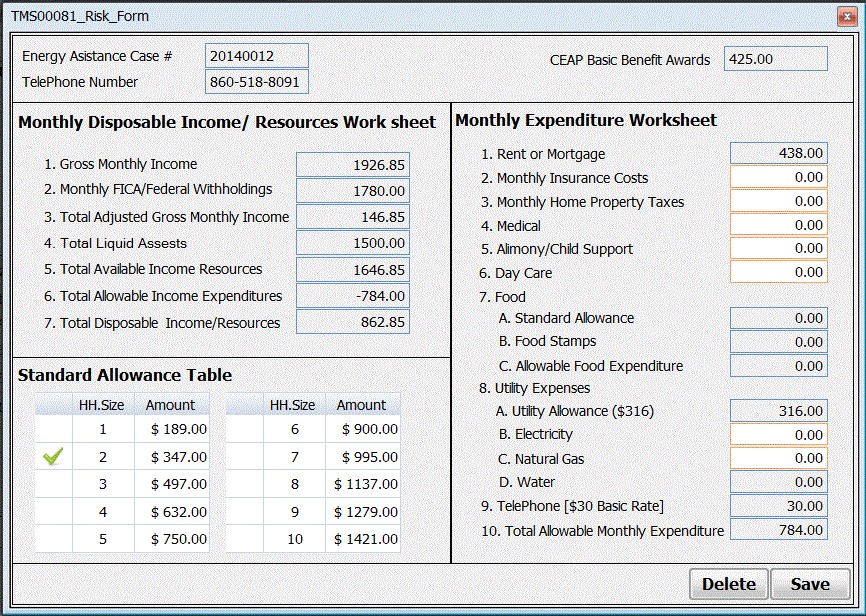 TMS00081_Risk_Form
Energy Asistance Case # 20140012
TelePhone Number 860-518-8091
CEAP Basic Benefit Awards 425.00
Monthly Disposable Income/ Resources Work sheet
1. Gross Monthly Income 1926.85
2. Monthly FICA/Federal Withholdings 1780.00
3. Total Adjusted Gross Monthly Income 146.85
4. Total Liquid Assests 1500.00
5. Total Available Income Resources 1646.85
6. Total Allowable Income Expenditures -784.00
7. Total Disposable Income/Resources 862.85
Standard Allowance Table
HH.Size Amount HH.Size Amount
1 $ 189.00 6 $ 900.00
2 $ 347.00 7 $ 995.00
3 $ 497.00 8 $ 1137.00
4 $ 632.00 9 $ 1279.00
5 $ 750.00 10 $ 1421.00
Monthly Expenditure Worksheet
1. Rent or Mortgage 438.00
2. Monthly Insurance Costs 0.00
3. Monthly Home Property Taxes 0.00
4. Medical 0.00
5. Alimony/Child Support 0.00
6. Day Care 0.00
7. Food
A. Standard Allowance 0.00
B. Food Stamps 0.00
C. Allowable Food Expenditure 0.00
8. Utility Expenses
A. Utility Allowance ($316) 316.00
B. Electricity 0.00
C. Natural Gas 0.00
D. Water 0.00
9. TelePhone [$30 Basic Rate] 30.00
10. Total Allowable Monthly Expenditure 784.00
Delete Save